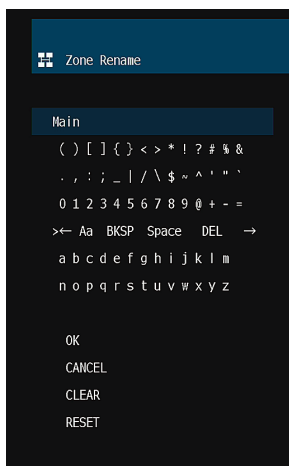 Zone Rename
Main
( ) [ ] { } < > * ! ? # % &
. , : ; _ | / \ $ ~ ^ ' " `
0 1 2 3 4 5 6 7 8 9 @ + - =
>← Aa BKSP Space DEL →
a b c d e f g h i j k l m
n o p q r s t u v w x y z
OK
CANCEL
CLEAR
RESET